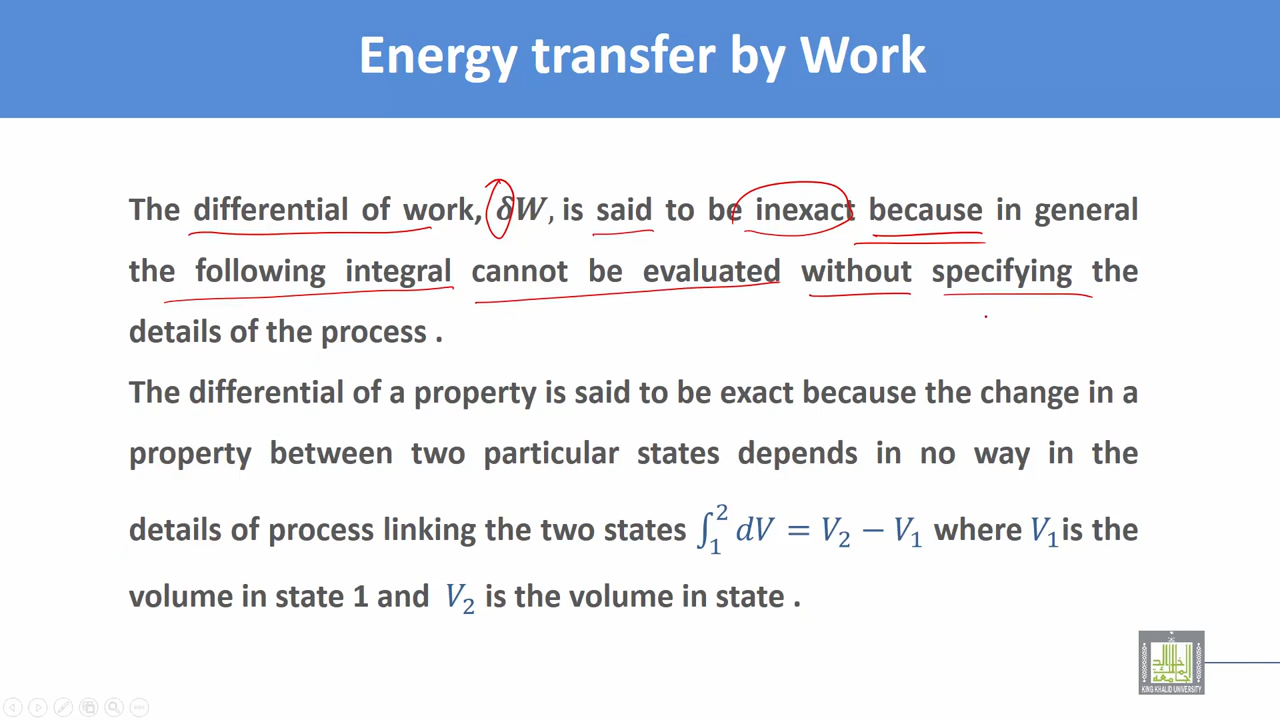 Energy transfer by Work
The differential of work, δW, is said to be inexact because in general
the following integral cannot be evaluated without specifying the
details of the process .
The differential of a property is said to be exact because the change in a
property between two particular states depends in no way in the
details of process linking the two states ∫₁² dV = V₂ − V₁ where V₁is the
volume in state 1 and V₂ is the volume in state .
KING KHALID UNIVERSITY